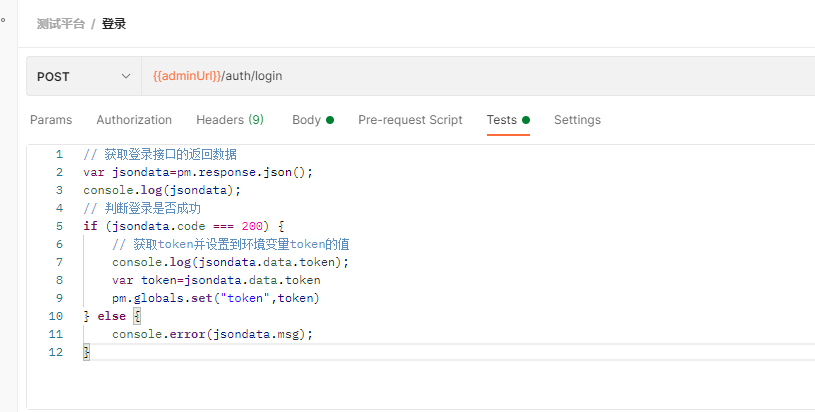 测试平台 / 登录
POST {{adminUrl}}/auth/login
Params Authorization Headers (9) Body Pre-request Script Tests Settings
1 // 获取登录接口的返回数据
2 var jsondata=pm.response.json();
3 console.log(jsondata);
4 // 判断登录是否成功
5 if (jsondata.code === 200) {
6 // 获取token并设置到环境变量token的值
7 console.log(jsondata.data.token);
8 var token=jsondata.data.token
9 pm.globals.set("token",token)
10 } else {
11 console.error(jsondata.msg);
12 }